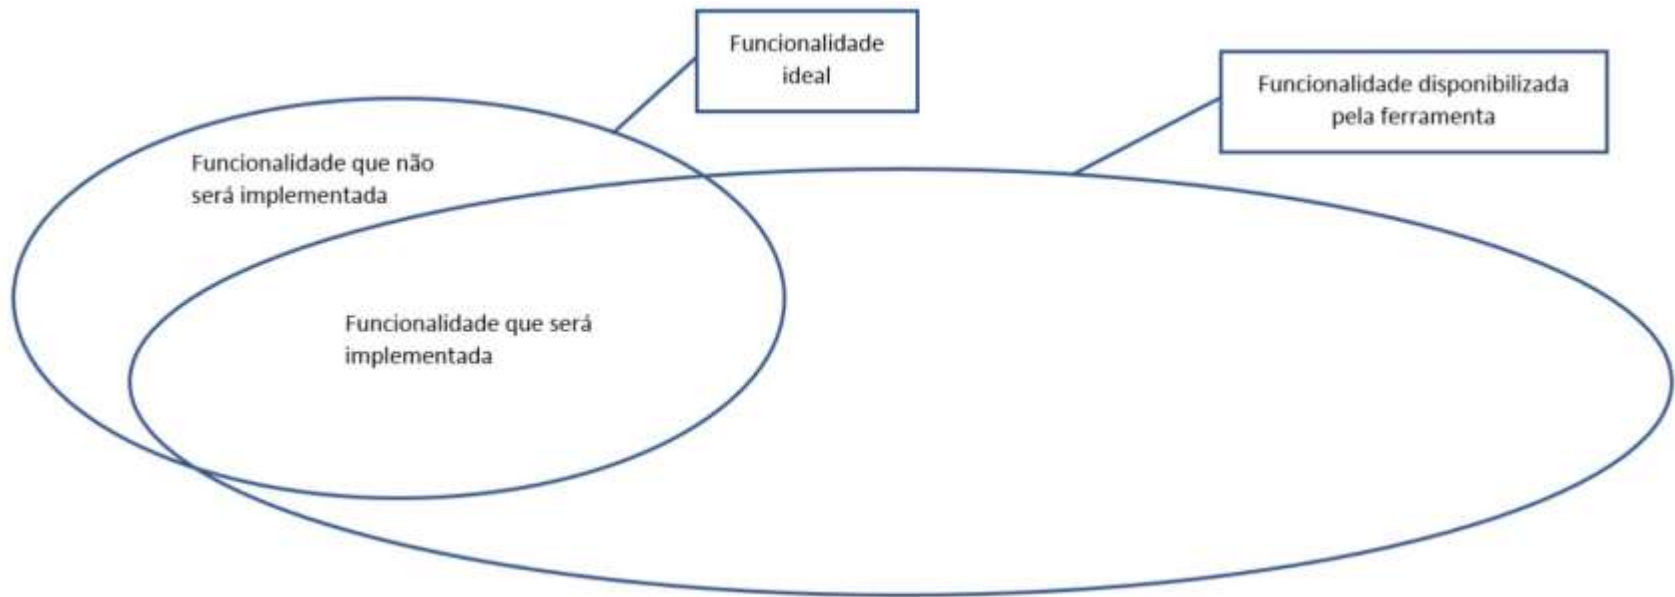 Funcionalidade
ideal
Funcionalidade disponibilizada
pela ferramenta
Funcionalidade que não
será implementada
Funcionalidade que será
implementada